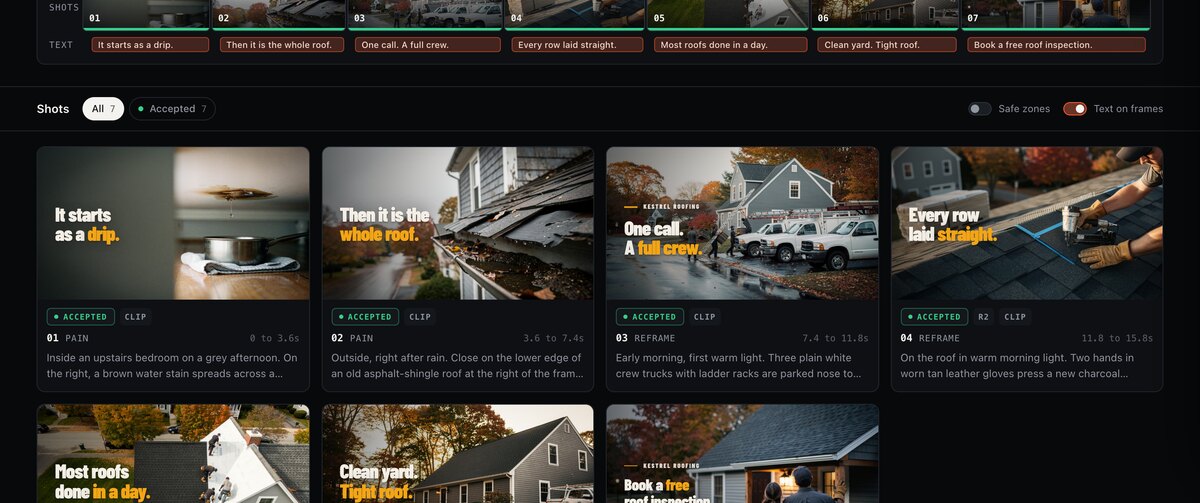 SHOTS
01
02
03
04
05
06
07
TEXT
It starts as a drip.
Then it is the whole roof.
One call. A full crew.
Every row laid straight.
Most roofs done in a day.
Clean yard. Tight roof.
Book a free roof inspection.
Shots
All 7
Accepted 7
Safe zones
Text on frames
It starts
as a drip.
ACCEPTED
CLIP
01 PAIN
0 to 3.6s
Inside an upstairs bedroom on a grey afternoon. On
the right, a brown water stain spreads across a...
Then it is the
whole roof.
ACCEPTED
CLIP
02 PAIN
3.6 to 7.4s
Outside, right after rain. Close on the lower edge of
an old asphalt-shingle roof at the right of the fram...
KESTREL ROOFING
One call.
A full crew.
ACCEPTED
CLIP
03 REFRAME
7.4 to 11.8s
Early morning, first warm light. Three plain white
crew trucks with ladder racks are parked nose to...
Every row
laid straight.
ACCEPTED
R2
CLIP
04 REFRAME
11.8 to 15.8s
On the roof in warm morning light. Two hands in
worn tan leather gloves press a new charcoal...
Most roofs
done in a day.
Clean yard.
Tight roof.
KESTREL ROOFING
Book a free
roof inspection